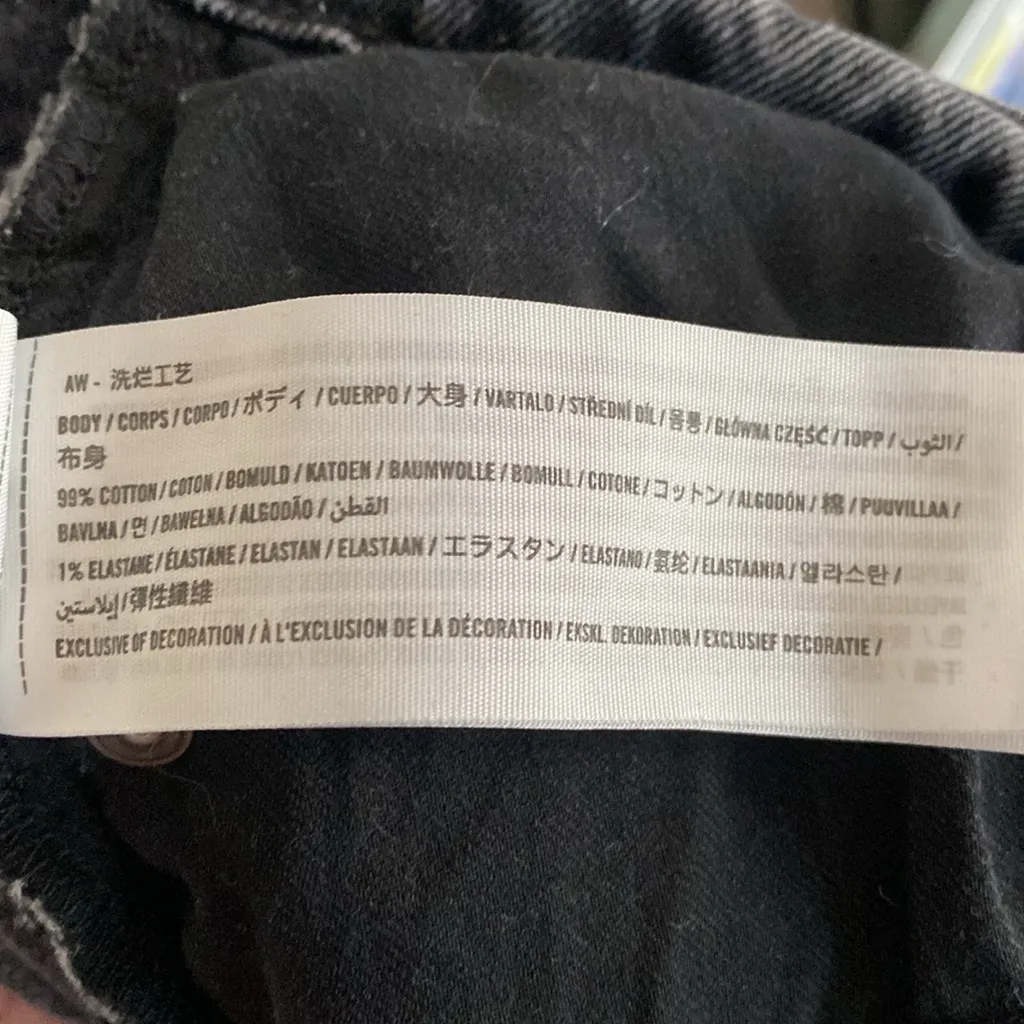 AW - 洗烂工艺
BODY / CORPS / CORPO / ボディ / CUERPO / 大身 / VARTALO / STŘEDNÍ DÍL / 몸통 / GŁÓWNA CZĘŚĆ / TOPP / الثوب /
布身
99% COTTON / COTON / BOMULD / KATOEN / BAUMWOLLE / BOMULL / COTONE / コットン / ALGODÓN / 棉 / PUUVILLAA /
BAVLNA / 면 / BAWEŁNA / ALGODÃO / القطن
1% ELASTANE / ÉLASTANE / ELASTAN / ELASTAAN / エラスタン / ELASTANO / 氨纶 / ELASTAANIA / 엘라스탄 /
إيلاستين / 彈性纖維
EXCLUSIVE OF DECORATION / À L'EXCLUSION DE LA DÉCORATION / EKSKL. DEKORATION / EXCLUSIEF DECORATIE /